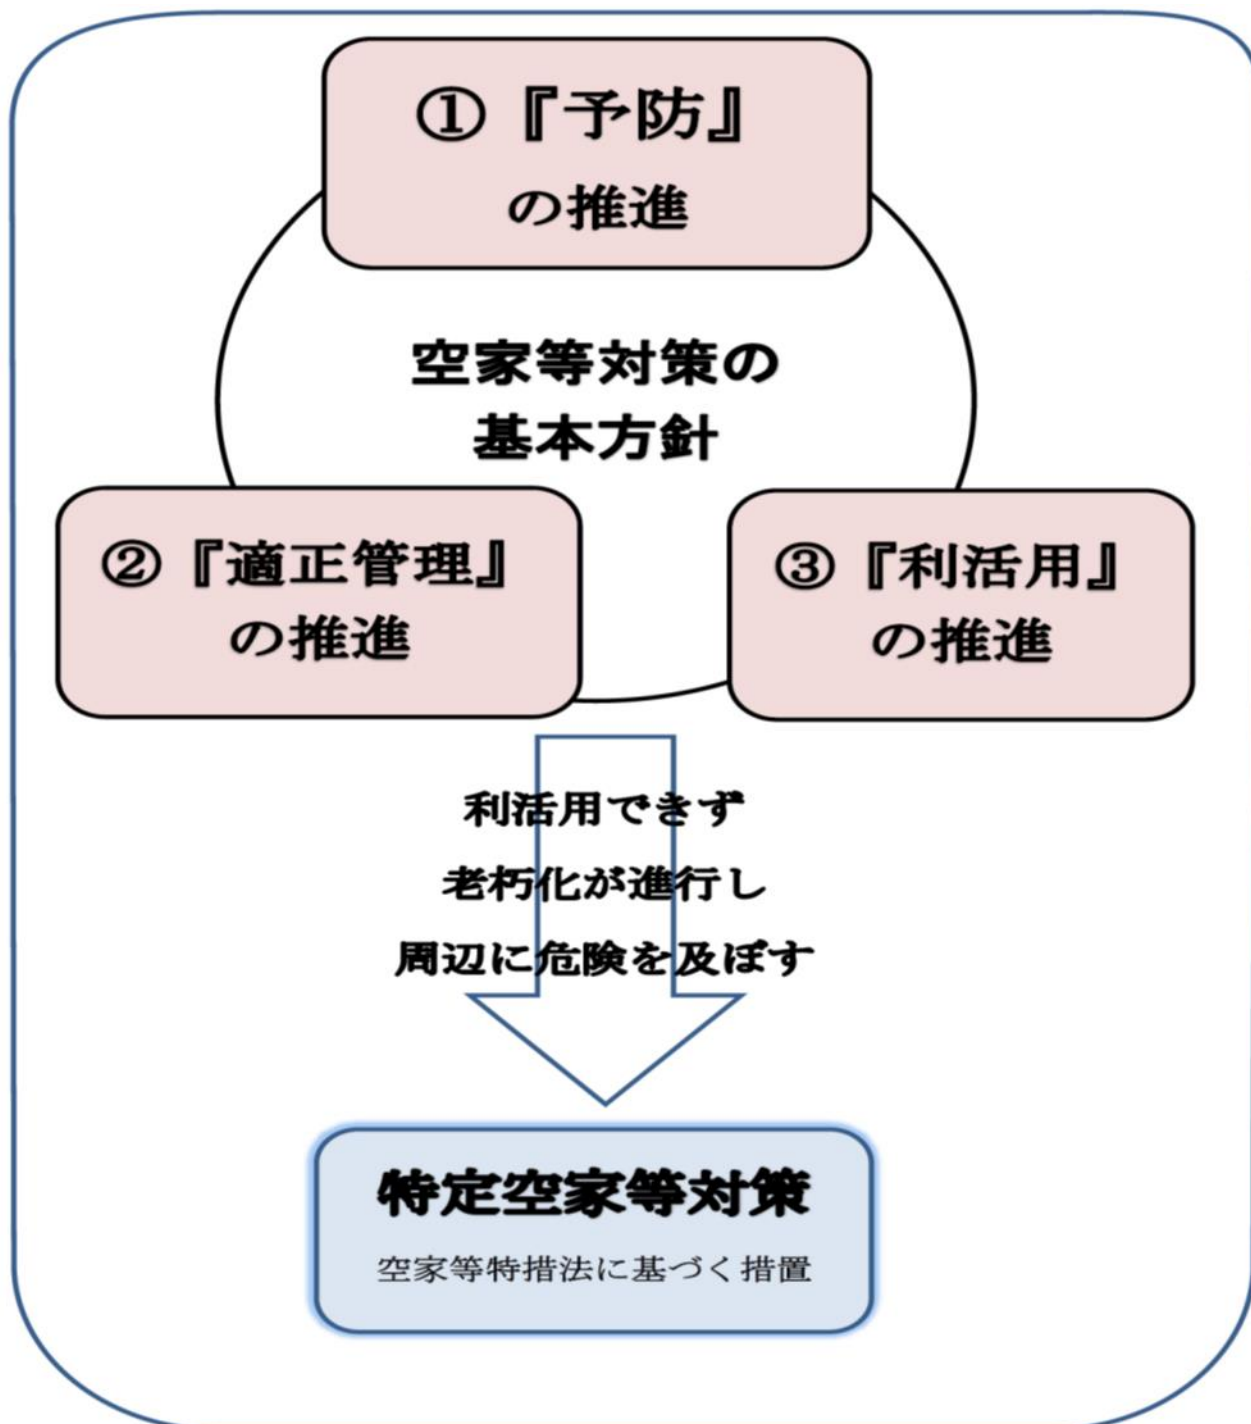 ①『予防』
の推進
空家等対策の
基本方針
②『適正管理』
の推進
③『利活用』
の推進
利活用できず
老朽化が進行し
周辺に危険を及ぼす
特定空家等対策
空家等特措法に基づく措置